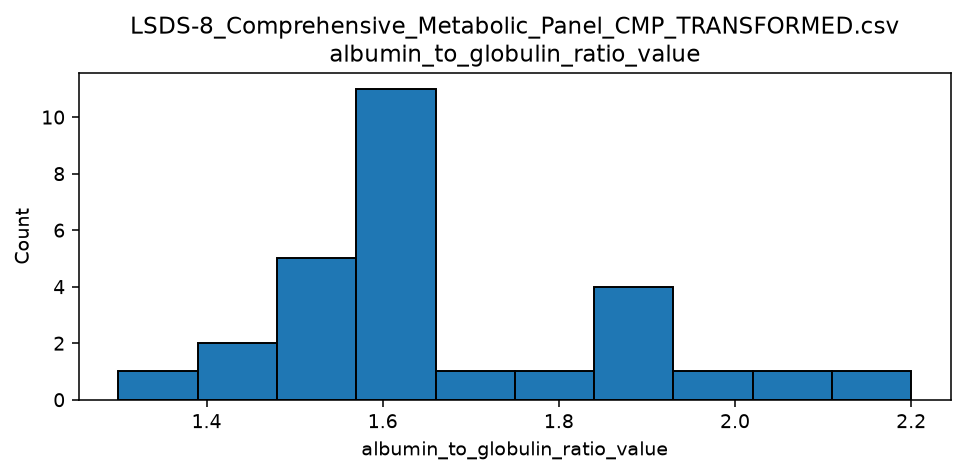 LSDS-8_Comprehensive_Metabolic_Panel_CMP_TRANSFORMED.csv
albumin_to_globulin_ratio_value
10
8
6
4
2
0
Count
1.4 1.6 1.8 2.0 2.2
albumin_to_globulin_ratio_value